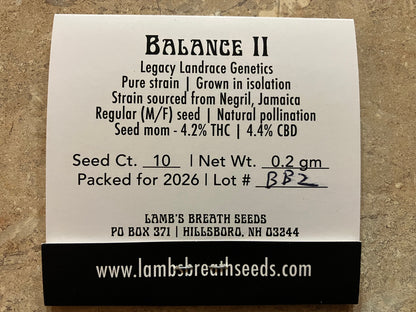 BALANCE II
Legacy Landrace Genetics
Pure strain | Grown in isolation
Strain sourced from Negril, Jamaica
Regular (M/F) seed | Natural pollination
Seed mom - 4.2% THC | 4.4% CBD
Seed Ct. 10 | Net Wt. 0.2 gm
Packed for 2026 | Lot # BB2
LAMB'S BREATH SEEDS
PO BOX 371 | HILLSBORO, NH 03244
www.lambsbreathseeds.com